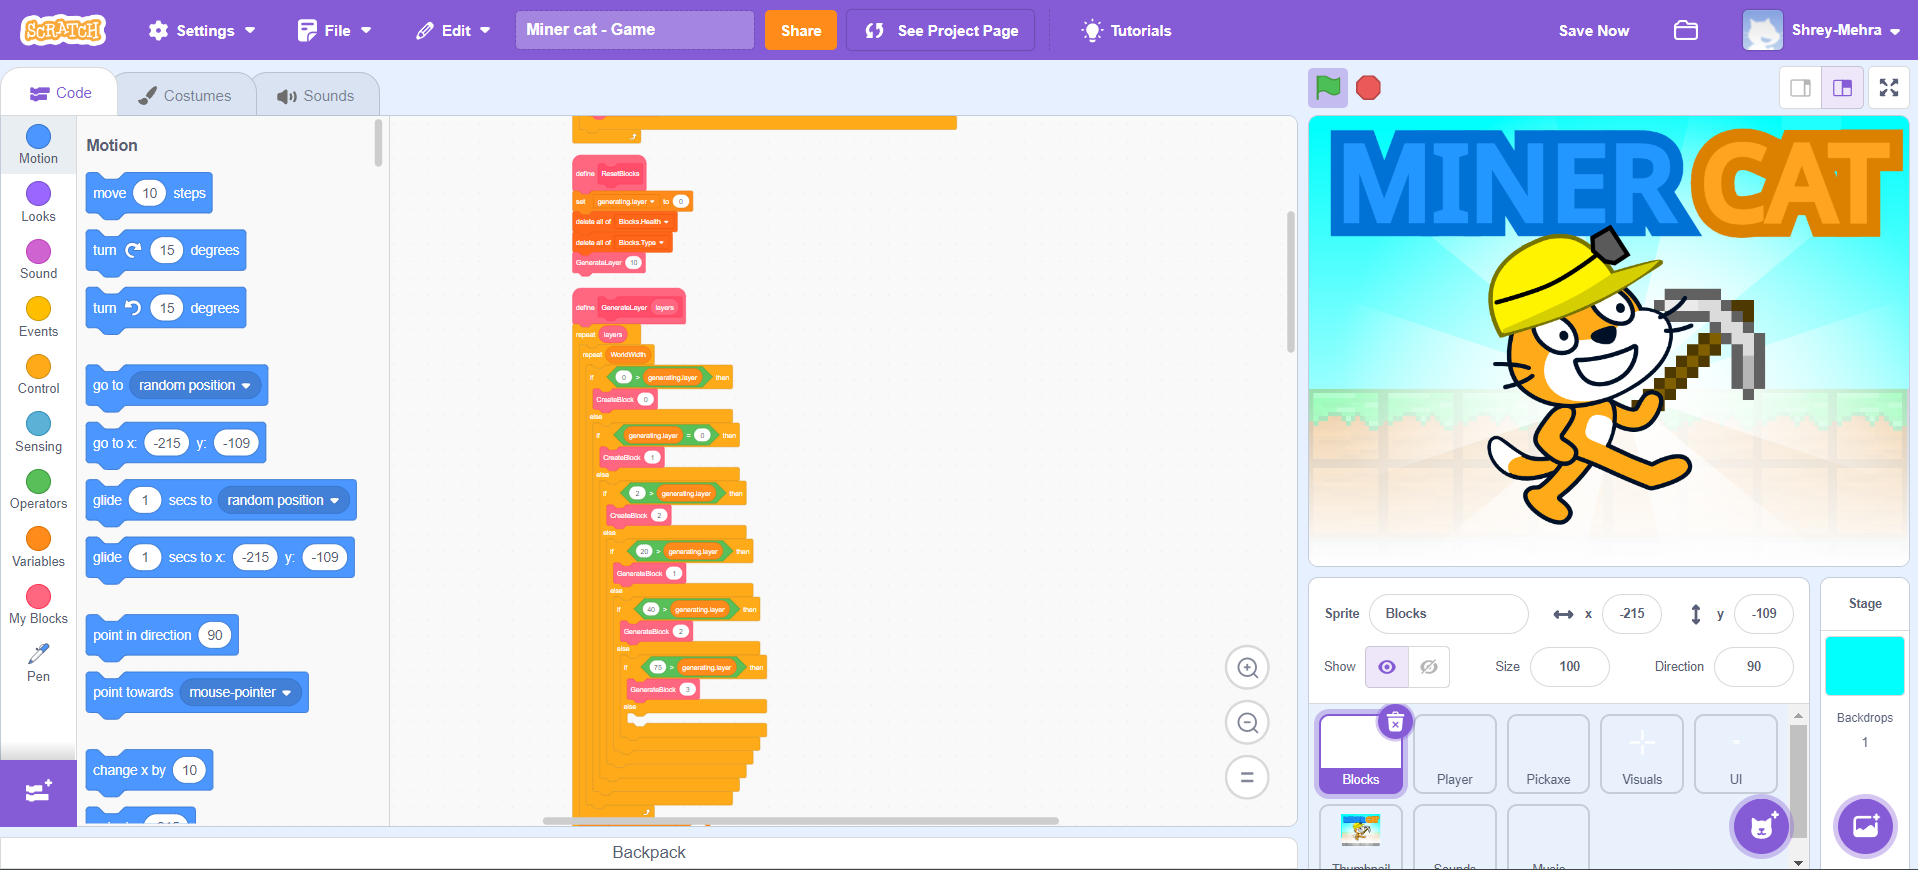 SCRATCH
Settings
File
Edit
Miner cat - Game
Share
See Project Page
Tutorials
Save Now
Shrey-Mehra
Code
Costumes
Sounds
Motion
Looks
Sound
Events
Control
Sensing
Operators
Variables
My Blocks
Pen
Motion
move 10 steps
turn 15 degrees
turn 15 degrees
go to random position
go to x: -215 y: -109
glide 1 secs to random position
glide 1 secs to x: -215 y: -109
point in direction 90
point towards mouse-pointer
change x by 10
define ResetBlocks
set generating.layer to 0
delete all of Blocks.Health
delete all of Blocks.Type
GenerateLayer 10
define GenerateLayer layers
repeat layers
repeat WorldWidth
if 0 > generating.layer then
CreateBlock 0
else
if generating.layer = 0 then
CreateBlock 1
else
if 2 > generating.layer then
CreateBlock 2
else
if 20 > generating.layer then
GenerateBlock 1
else
if 40 > generating.layer then
GenerateBlock 2
else
if 75 > generating.layer then
GenerateBlock 3
else
Backpack
MINER CAT
Sprite Blocks x -215 y -109
Show Size 100 Direction 90
Blocks
Player
Pickaxe
Visuals
UI
Thumbnail
Sounds
Music
Stage
Backdrops
1